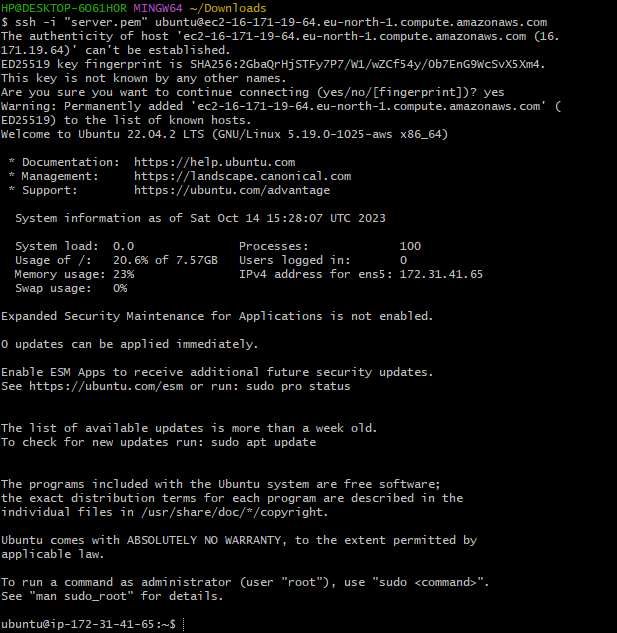 HP@DESKTOP-6O61H0R MINGW64 ~/Downloads
$ ssh -i "server.pem" ubuntu@ec2-16-171-19-64.eu-north-1.compute.amazonaws.com
The authenticity of host 'ec2-16-171-19-64.eu-north-1.compute.amazonaws.com (16.
171.19.64)' can't be established.
ED25519 key fingerprint is SHA256:2GbaQrHjSTFy7P7/W1/wZCf54y/0b7EnG9WcSvX5Xm4.
This key is not known by any other names.
Are you sure you want to continue connecting (yes/no/[fingerprint])? yes
Warning: Permanently added 'ec2-16-171-19-64.eu-north-1.compute.amazonaws.com' (
ED25519) to the list of known hosts.
Welcome to Ubuntu 22.04.2 LTS (GNU/Linux 5.19.0-1025-aws x86_64)
* Documentation:  https://help.ubuntu.com
* Management:     https://landscape.canonical.com
* Support:        https://ubuntu.com/advantage
System information as of Sat Oct 14 15:28:07 UTC 2023
System load:  0.0               Processes:             100
Usage of /:   20.6% of 7.57GB   Users logged in:       0
Memory usage: 23%               IPv4 address for ens5: 172.31.41.65
Swap usage:   0%
Expanded Security Maintenance for Applications is not enabled.
0 updates can be applied immediately.
Enable ESM Apps to receive additional future security updates.
See https://ubuntu.com/esm or run: sudo pro status
The list of available updates is more than a week old.
To check for new updates run: sudo apt update
The programs included with the Ubuntu system are free software;
the exact distribution terms for each program are described in the
individual files in /usr/share/doc/*/copyright.
Ubuntu comes with ABSOLUTELY NO WARRANTY, to the extent permitted by
applicable law.
To run a command as administrator (user "root"), use "sudo <command>".
See "man sudo_root" for details.
ubuntu@ip-172-31-41-65:~$